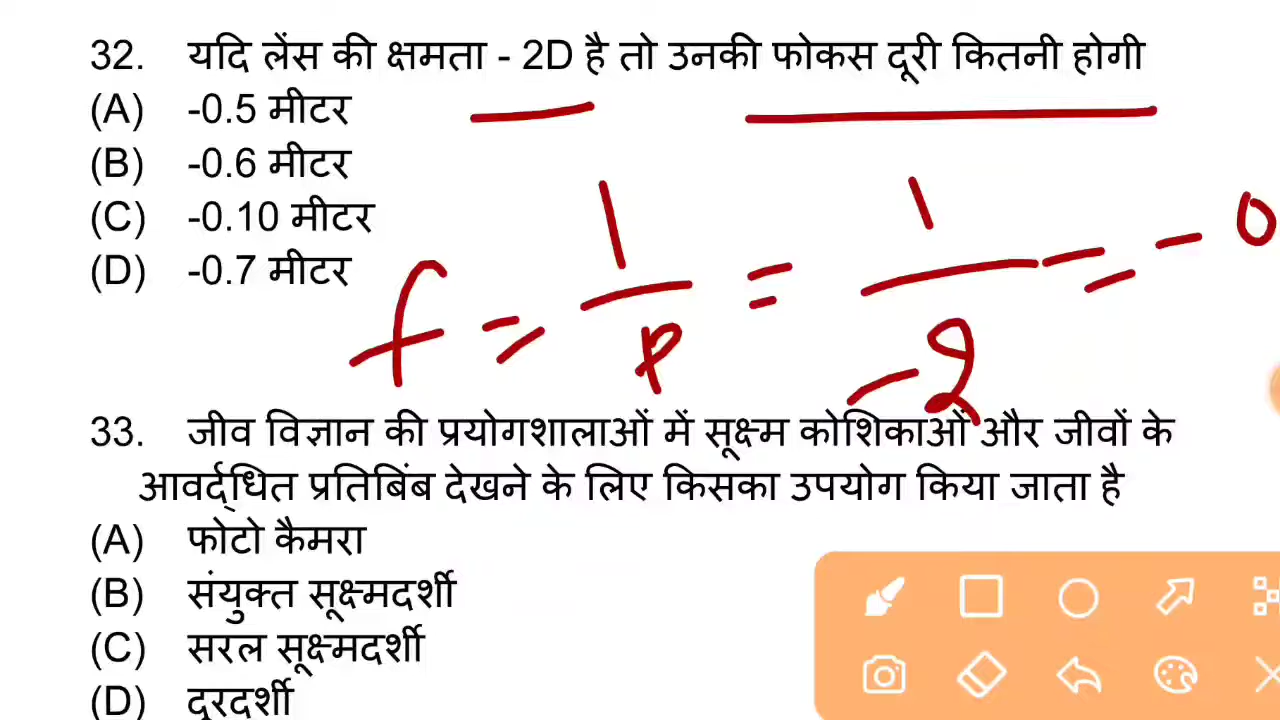 32. यदि लेंस की क्षमता - 2D है तो उनकी फोकस दूरी कितनी होगी
(A) -0.5 मीटर
(B) -0.6 मीटर
(C) -0.10 मीटर
(D) -0.7 मीटर
f = 1/p = 1/-2 = - 0
33. जीव विज्ञान की प्रयोगशालाओं में सूक्ष्म कोशिकाओं और जीवों के
आवर्द्धित प्रतिबिंब देखने के लिए किसका उपयोग किया जाता है
(A) फोटो कैमरा
(B) संयुक्त सूक्ष्मदर्शी
(C) सरल सूक्ष्मदर्शी
(D) दूरदर्शी